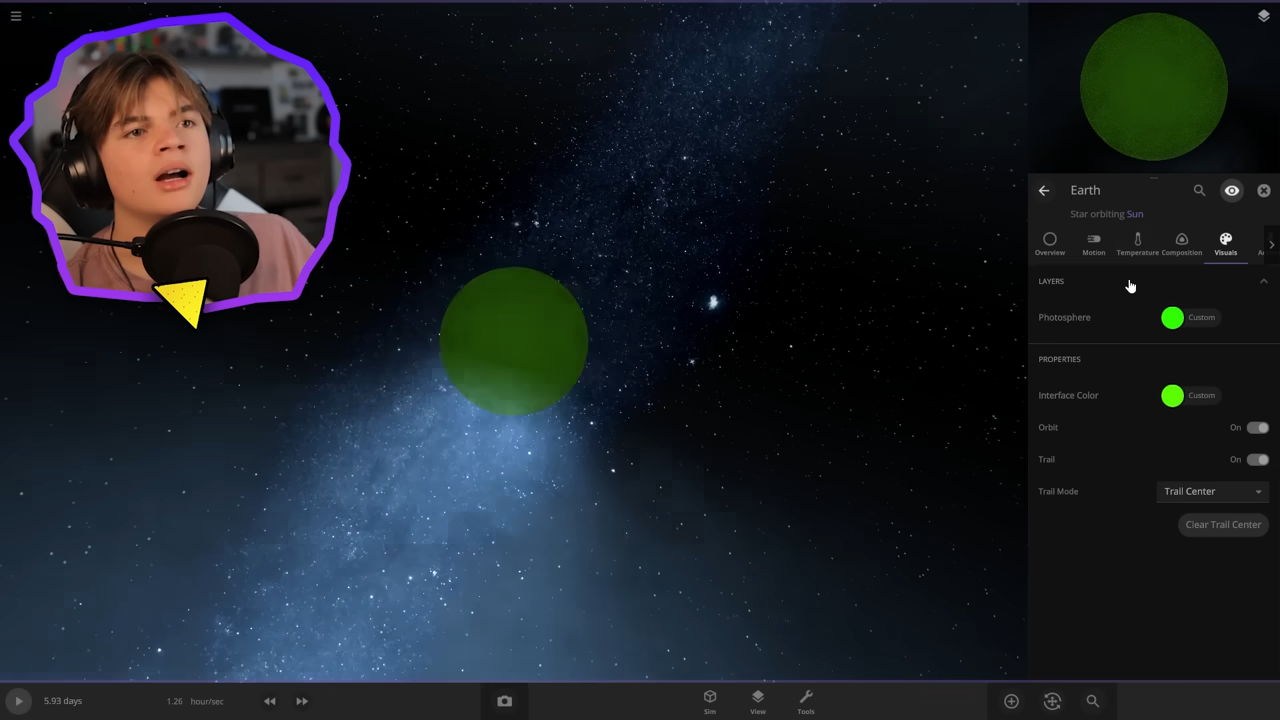 Earth
Star orbiting Sun
Overview
Motion
Temperature
Composition
Visuals
LAYERS
Photosphere
Custom
PROPERTIES
Interface Color
Custom
Orbit
On
Trail
On
Trail Mode
Trail Center
Clear Trail Center
5.93 days
1.26 hour/sec
Sim
View
Tools